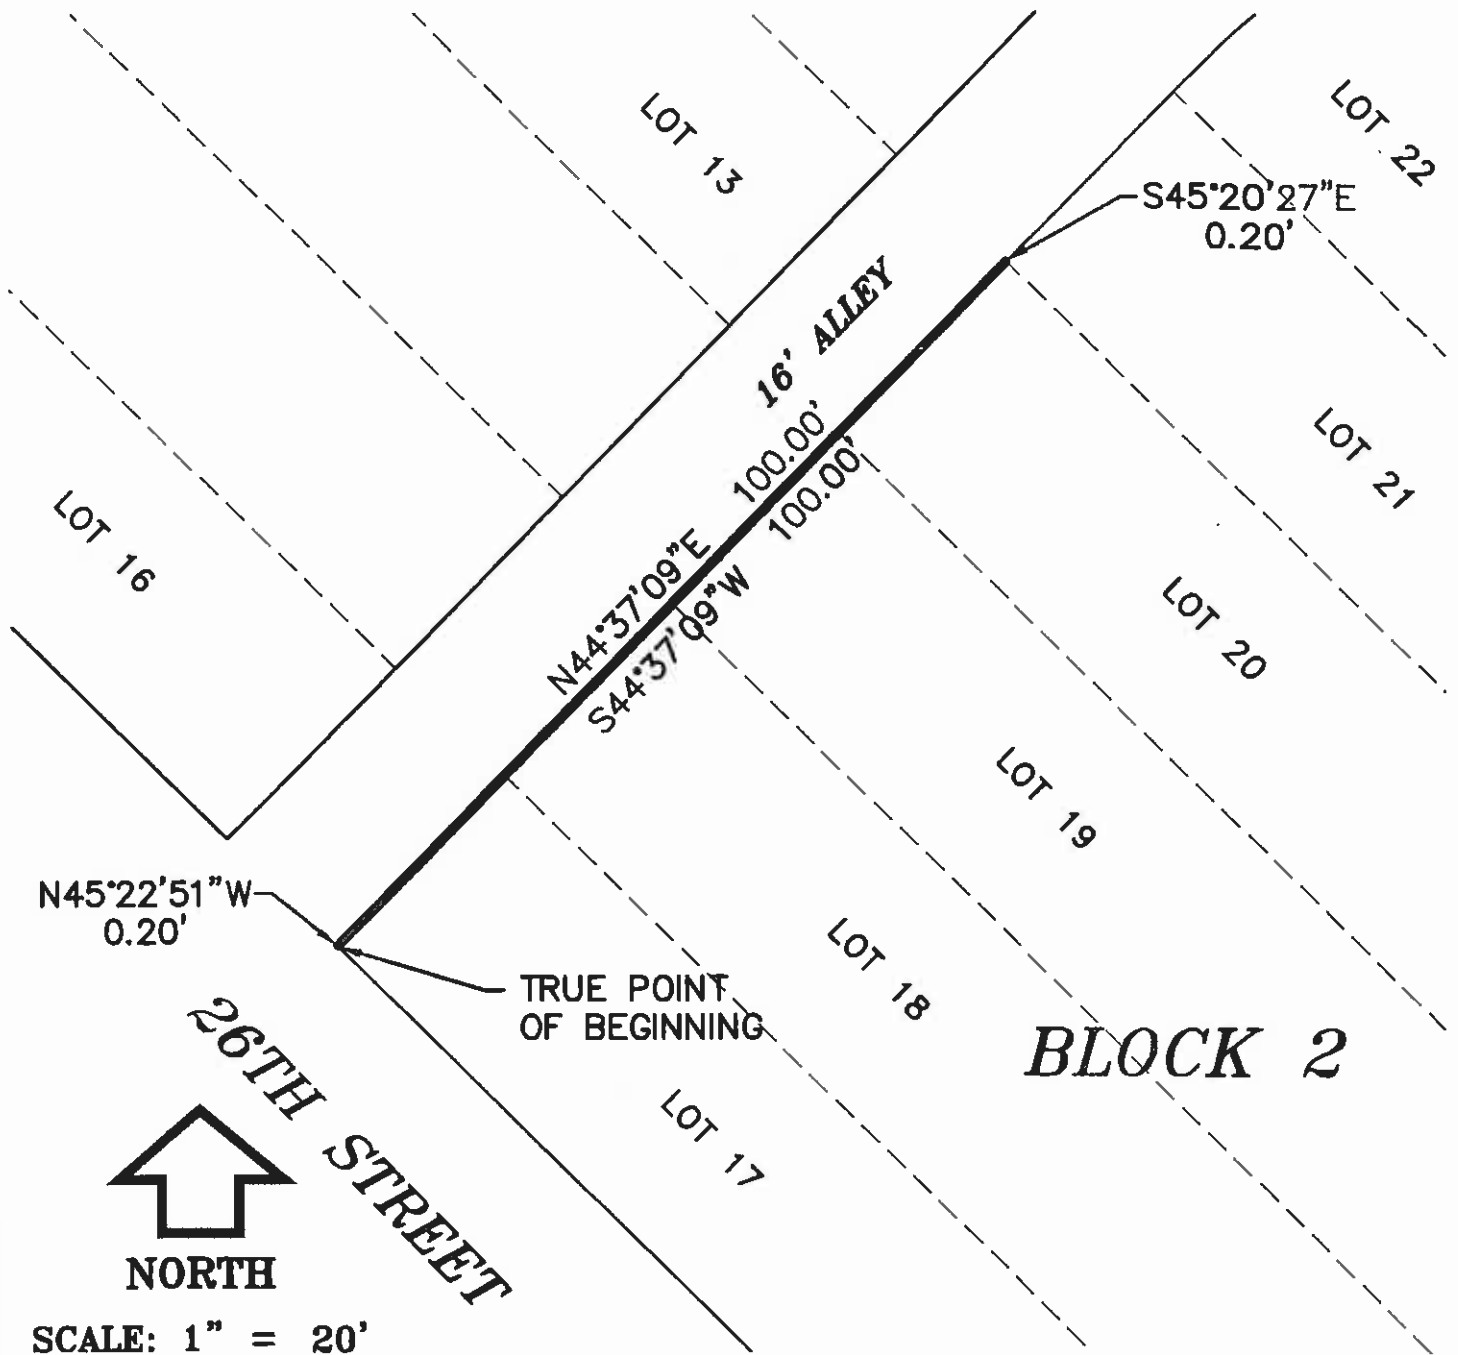 LOT 13
LOT 22
S45°20'27"E
0.20'
16' ALLEY
100.00'
100.00'
LOT 21
LOT 16
N44°37'09"E
S44°37'09"W
LOT 20
LOT 19
N45°22'51"W
0.20'
LOT 18
TRUE POINT
OF BEGINNING
26TH STREET
BLOCK 2
LOT 17
NORTH
SCALE: 1" = 20'